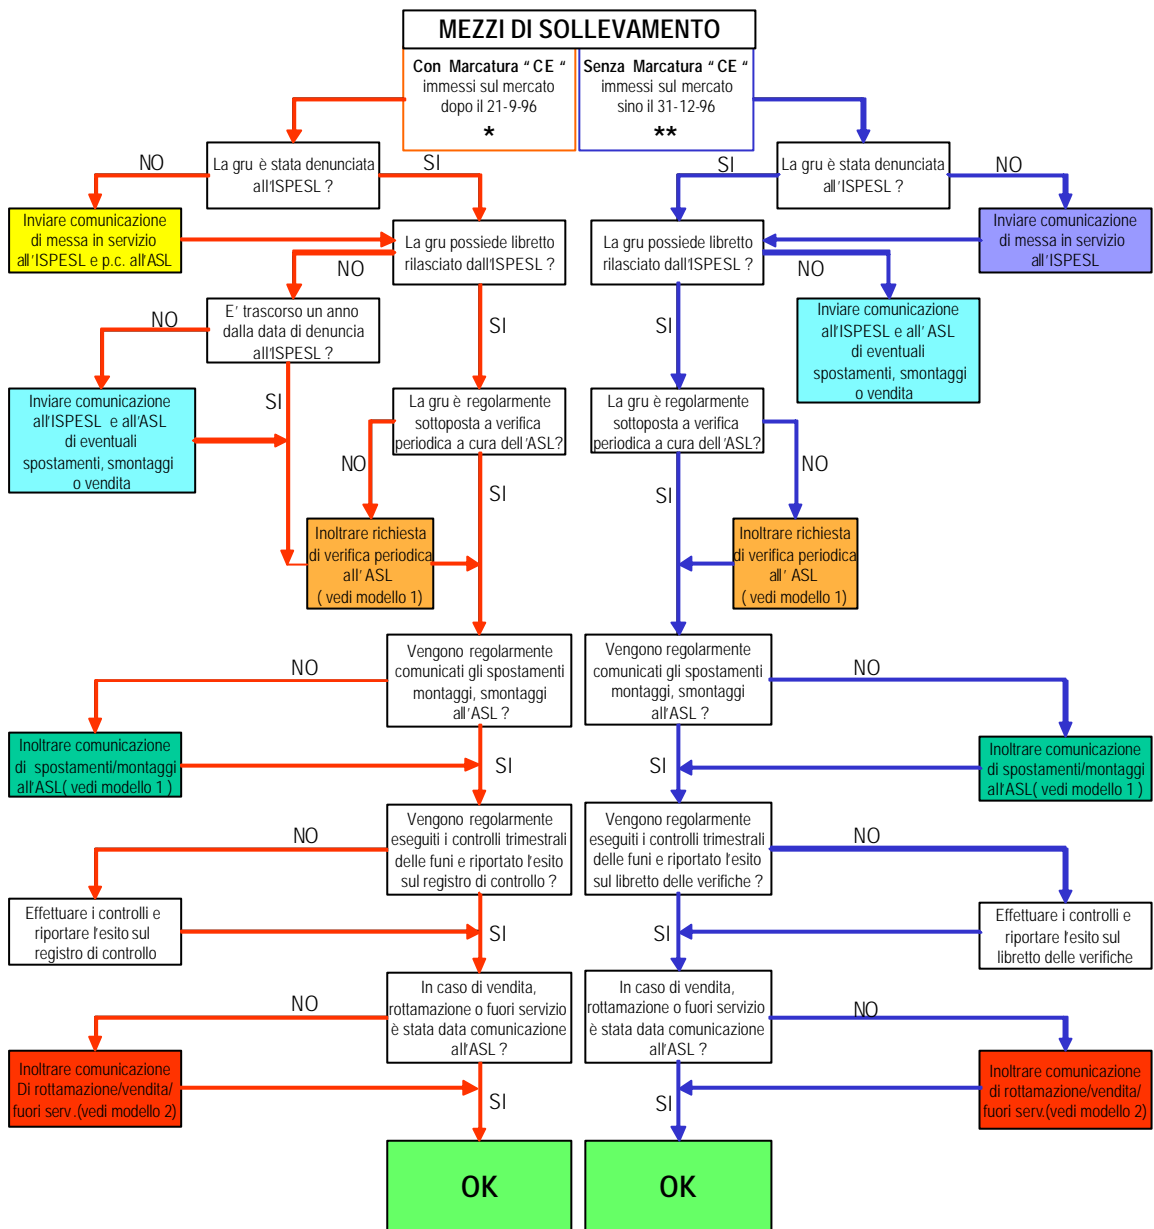 MEZZI DI SOLLEVAMENTO
Con Marcatura “ CE “
immessi sul mercato
dopo il 21-9-96
*
Senza Marcatura “ CE “
immessi sul mercato
sino il 31-12-96
**
NO
La gru è stata denunciata
all'ISPESL ?
SI
SI
La gru è stata denunciata
all'ISPESL ?
NO
Inviare comunicazione
di messa in servizio
all'ISPESL e p.c. all'ASL
La gru possiede libretto
rilasciato dall'ISPESL ?
La gru possiede libretto
rilasciato dall'ISPESL ?
Inviare comunicazione
di messa in servizio
all'ISPESL
NO
NO
E' trascorso un anno
dalla data di denuncia
all'ISPESL ?
NO
SI
SI
Inviare comunicazione
all'ISPESL e all' ASL
di eventuali
spostamenti, smontaggi
o vendita
Inviare comunicazione
all'ISPESL e all'ASL
di eventuali
spostamenti, smontaggi
o vendita
SI
La gru è regolarmente
sottoposta a verifica
periodica a cura dell'ASL?
La gru è regolarmente
sottoposta a verifica
periodica a cura dell'ASL?
NO
NO
SI
SI
Inoltrare richiesta
di verifica periodica
all' ASL
( vedi modello 1)
Inoltrare richiesta
di verifica periodica
all' ASL
( vedi modello 1)
NO
Vengono regolarmente
comunicati gli spostamenti
montaggi, smontaggi
all'ASL ?
Vengono regolarmente
comunicati gli spostamenti
montaggi, smontaggi
all'ASL ?
NO
Inoltrare comunicazione
di spostamenti/montaggi
all'ASL( vedi modello 1 )
SI
SI
Inoltrare comunicazione
di spostamenti/montaggi
all'ASL( vedi modello 1 )
NO
Vengono regolarmente
eseguiti i controlli trimestrali
delle funi e riportato l'esito
sul registro di controllo ?
Vengono regolarmente
eseguiti i controlli trimestrali
delle funi e riportato l'esito
sul libretto delle verifiche ?
NO
Effettuare i controlli e
riportare l'esito sul
registro di controllo
SI
SI
Effettuare i controlli e
riportare l'esito sul
libretto delle verifiche
NO
In caso di vendita,
rottamazione o fuori servizio
è stata data comunicazione
all'ASL ?
In caso di vendita,
rottamazione o fuori servizio
è stata data comunicazione
all'ASL ?
NO
Inoltrare comunicazione
Di rottamazione/vendita/
fuori serv.(vedi modello 2)
SI
SI
Inoltrare comunicazione
di rottamazione/vendita/
fuori serv.(vedi modello 2)
OK
OK